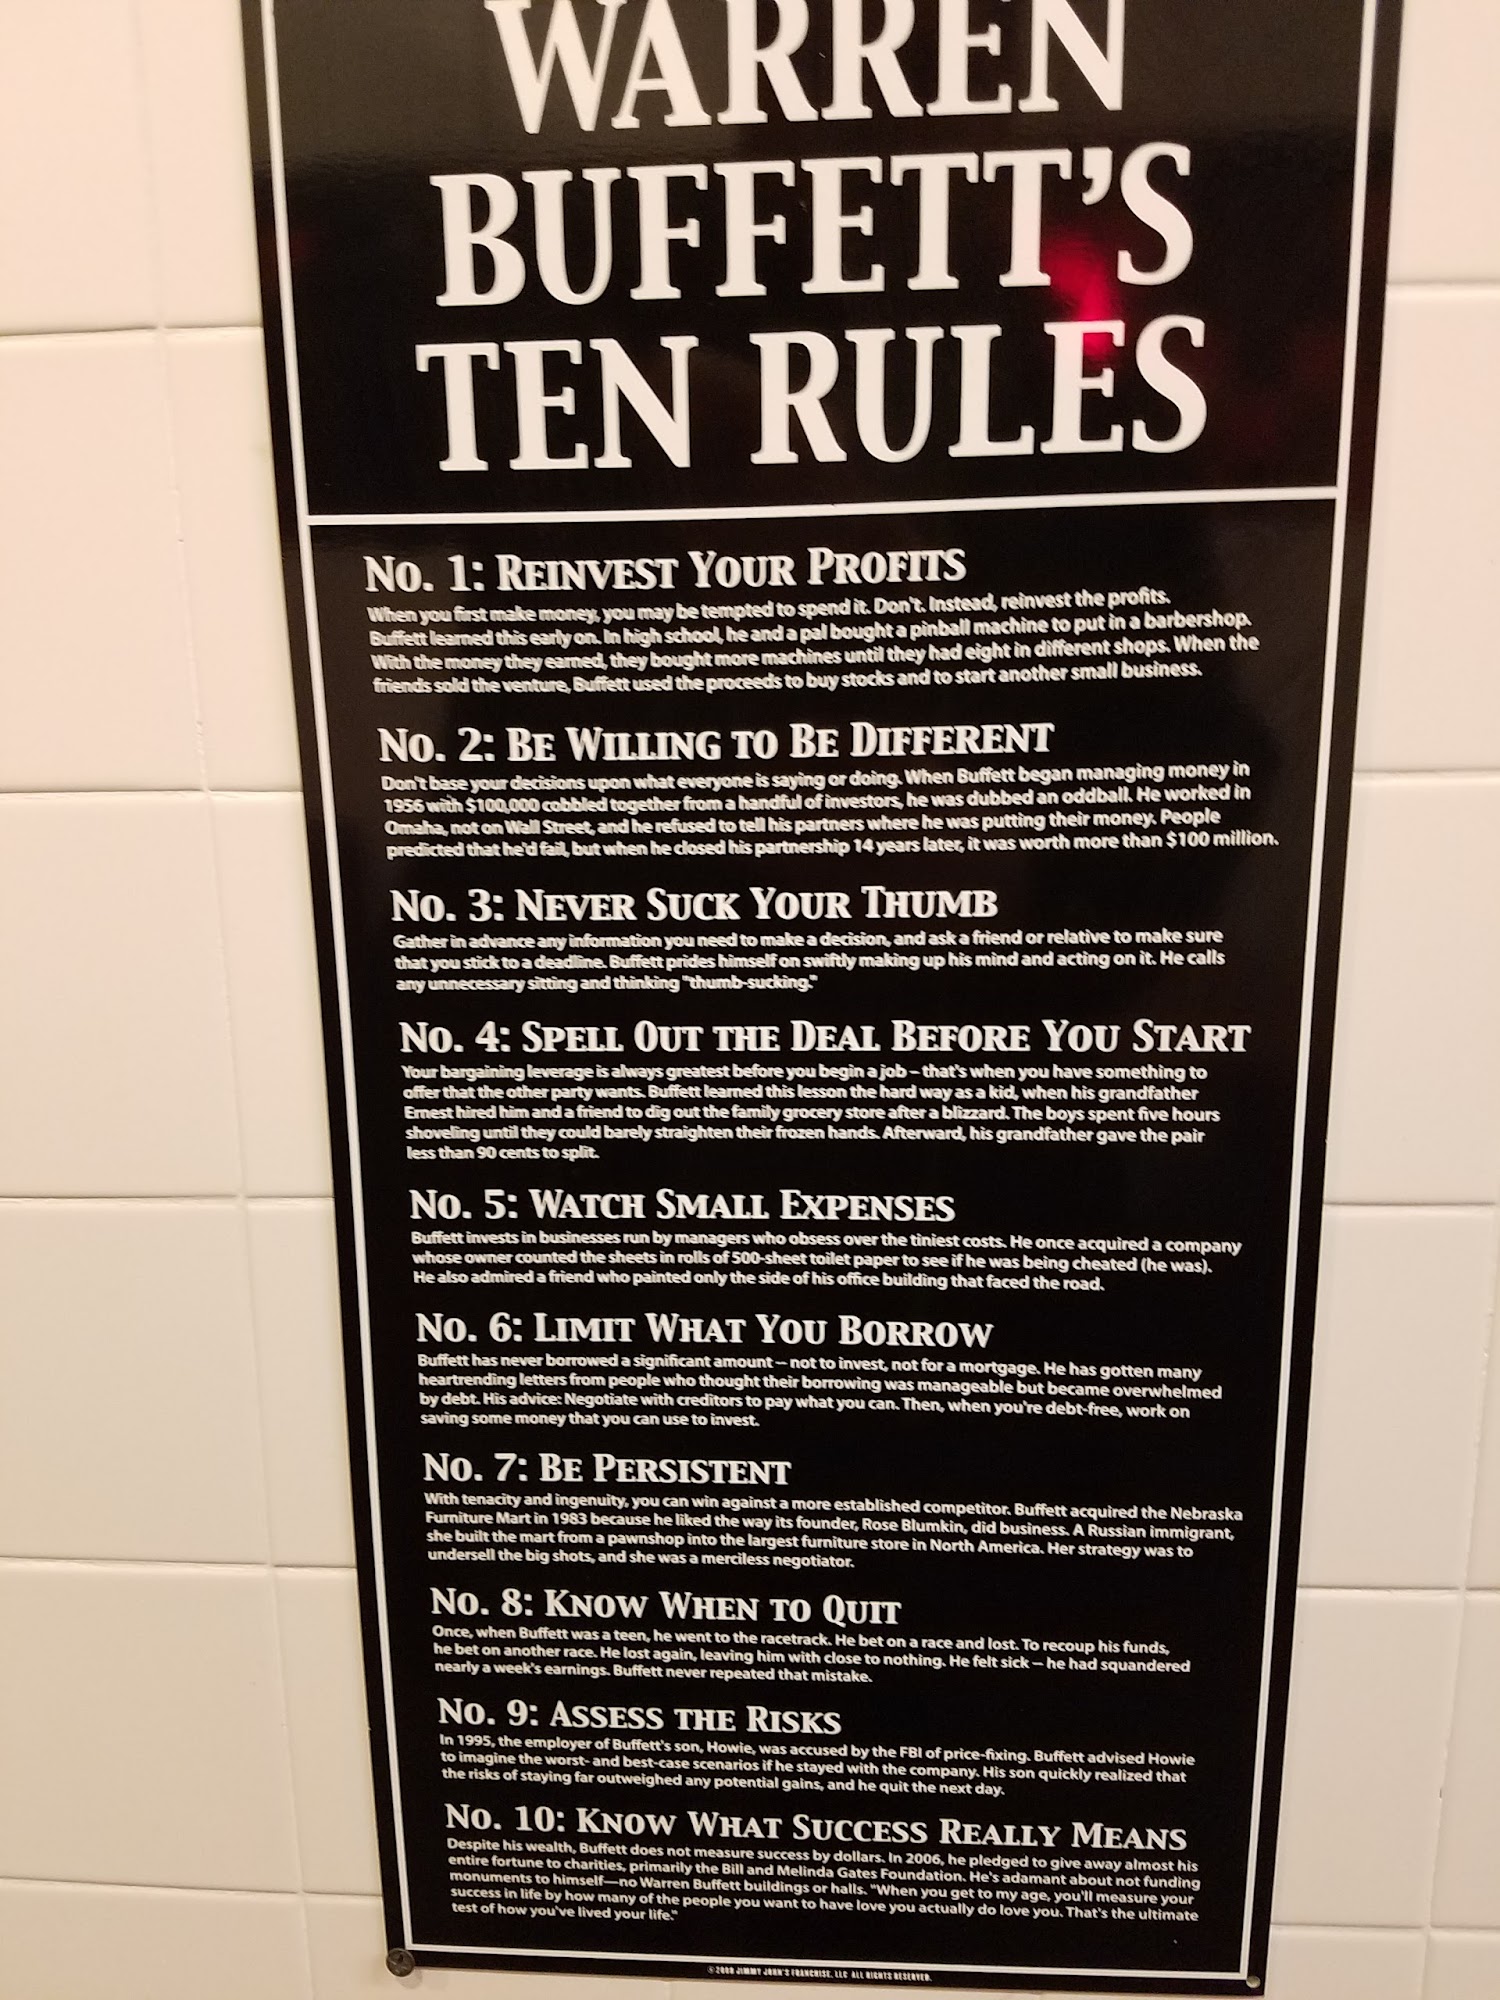 WARREN
BUFFETT'S
TEN RULES
No. 1: Reinvest Your Profits
When you first make money, you may be tempted to spend it. Don't. Instead, reinvest the profits.
Buffett learned this early on. In high school, he and a pal bought a pinball machine to put in a barbershop.
With the money they earned, they bought more machines until they had eight in different shops. When the
friends sold the venture, Buffett used the proceeds to buy stocks and to start another small business.
No. 2: Be Willing to Be Different
Don't base your decisions upon what everyone is saying or doing. When Buffett began managing money in
1956 with $100,000 cobbled together from a handful of investors, he was dubbed an oddball. He worked in
Omaha, not on Wall Street, and he refused to tell his partners where he was putting their money. People
predicted that he'd fail, but when he closed his partnership 14 years later, it was worth more than $100 million.
No. 3: Never Suck Your Thumb
Gather in advance any information you need to make a decision, and ask a friend or relative to make sure
that you stick to a deadline. Buffett prides himself on swiftly making up his mind and acting on it. He calls
any unnecessary sitting and thinking "thumb-sucking."
No. 4: Spell Out the Deal Before You Start
Your bargaining leverage is always greatest before you begin a job – that's when you have something to
offer that the other party wants. Buffett learned this lesson the hard way as a kid, when his grandfather
Ernest hired him and a friend to dig out the family grocery store after a blizzard. The boys spent five hours
shoveling until they could barely straighten their frozen hands. Afterward, his grandfather gave the pair
less than 90 cents to split.
No. 5: Watch Small Expenses
Buffett invests in businesses run by managers who obsess over the tiniest costs. He once acquired a company
whose owner counted the sheets in rolls of 500-sheet toilet paper to see if he was being cheated (he was).
He also admired a friend who painted only the side of his office building that faced the road.
No. 6: Limit What You Borrow
Buffett has never borrowed a significant amount – not to invest, not for a mortgage. He has gotten many
heartrending letters from people who thought their borrowing was manageable but became overwhelmed
by debt. His advice: Negotiate with creditors to pay what you can. Then, when you're debt-free, work on
saving some money that you can use to invest.
No. 7: Be Persistent
With tenacity and ingenuity, you can win against a more established competitor. Buffett acquired the Nebraska
Furniture Mart in 1983 because he liked the way its founder, Rose Blumkin, did business. A Russian immigrant,
she built the mart from a pawnshop into the largest furniture store in North America. Her strategy was to
undersell the big shots, and she was a merciless negotiator.
No. 8: Know When to Quit
Once, when Buffett was a teen, he went to the racetrack. He bet on a race and lost. To recoup his funds,
he bet on another race. He lost again, leaving him with close to nothing. He felt sick – he had squandered
nearly a week's earnings. Buffett never repeated that mistake.
No. 9: Assess the Risks
In 1995, the employer of Buffett's son, Howie, was accused by the FBI of price-fixing. Buffett advised Howie
to imagine the worst- and best-case scenarios if he stayed with the company. His son quickly realized that
the risks of staying far outweighed any potential gains, and he quit the next day.
No. 10: Know What Success Really Means
Despite his wealth, Buffett does not measure success by dollars. In 2006, he pledged to give away almost his
entire fortune to charities, primarily the Bill and Melinda Gates Foundation. He's adamant about not funding
monuments to himself—no Warren Buffett buildings or halls. "When you get to my age, you'll measure your
success in life by how many of the people you want to have love you actually do love you. That's the ultimate
test of how you've lived your life."
©2008 JIMMY JOHN'S FRANCHISE, LLC ALL RIGHTS RESERVED.